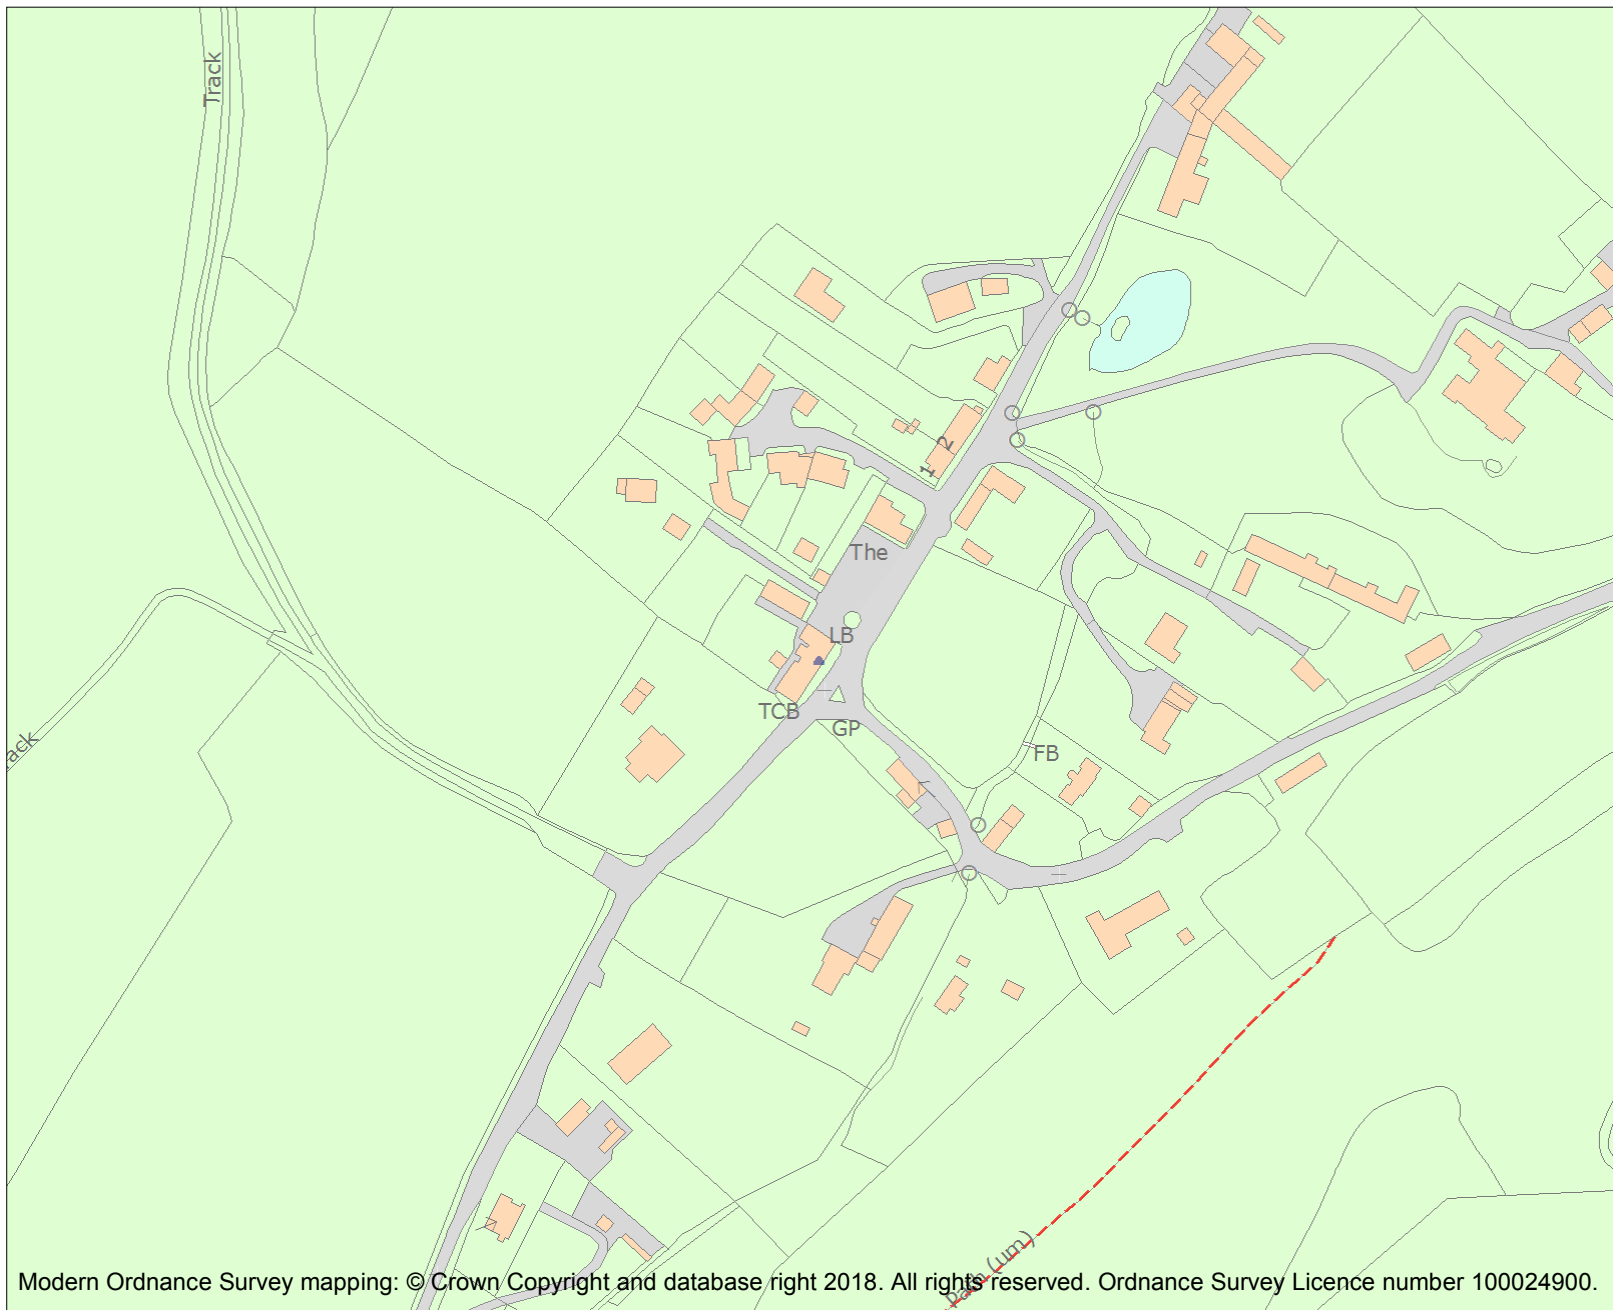 Track
2
1
The
LB
TCB
GP
FB
Path (um)
Modern Ordnance Survey mapping: © Crown Copyright and database right 2018. All rights reserved. Ordnance Survey Licence number 100024900.